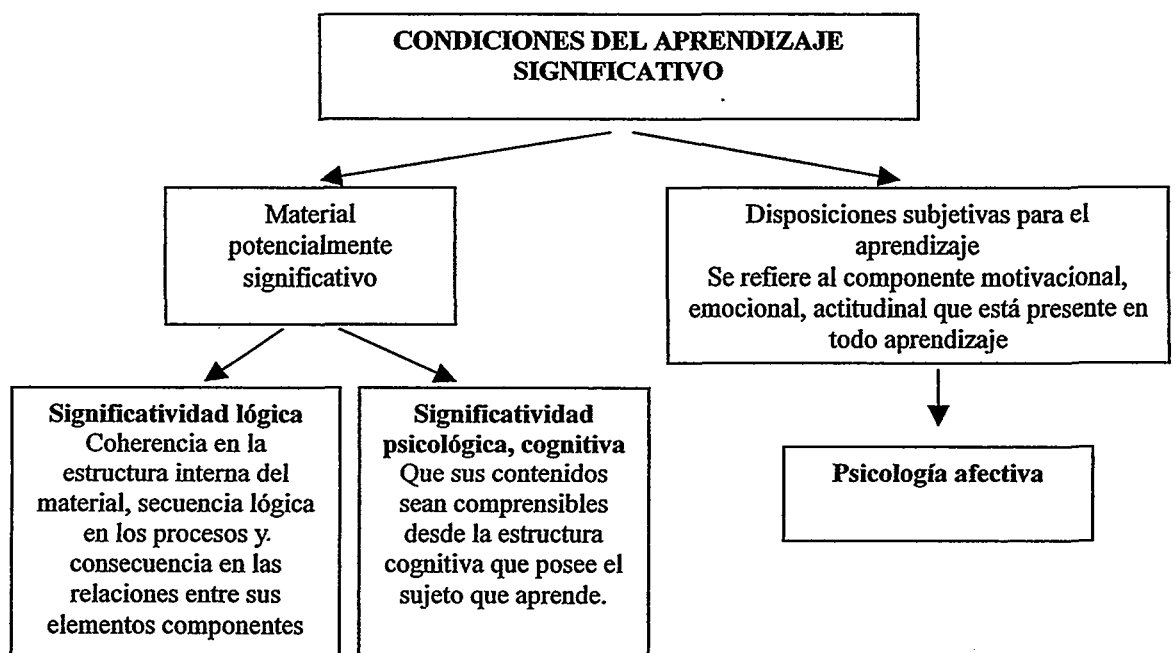 CONDICIONES DEL APRENDIZAJE
SIGNIFICATIVO
Material
potencialmente
significativo
Disposiciones subjetivas para el
aprendizaje
Se refiere al componente motivacional,
emocional, actitudinal que está presente en
todo aprendizaje
Significatividad lógica
Coherencia en la
estructura interna del
material, secuencia lógica
en los procesos y.
consecuencia en las
relaciones entre sus
elementos componentes
Significatividad
psicológica, cognitiva
Que sus contenidos
sean comprensibles
desde la estructura
cognitiva que posee el
sujeto que aprende.
Psicología afectiva